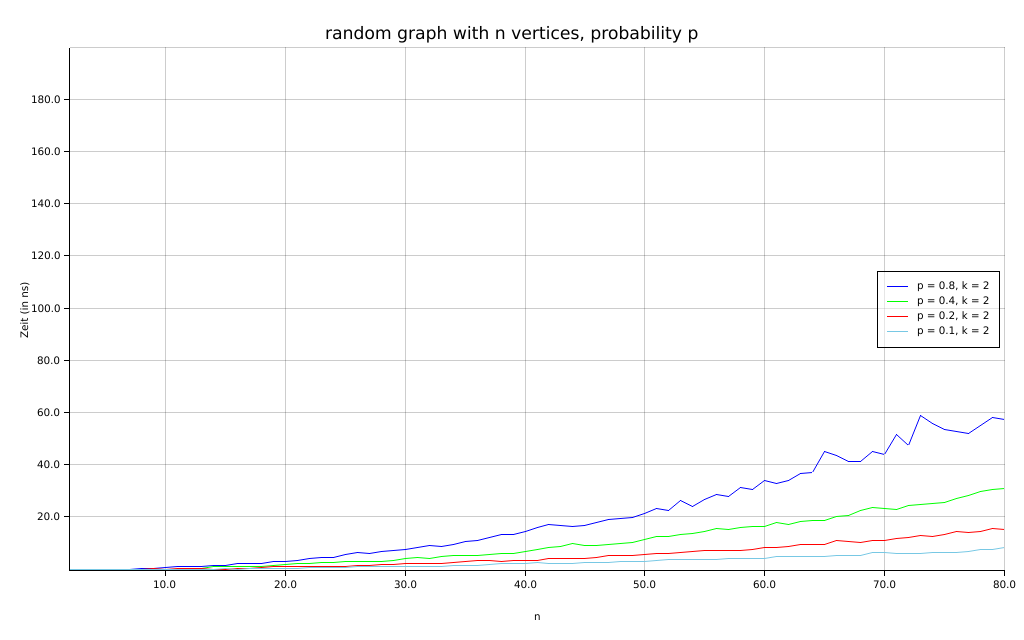 random graph with n vertices, probability p
180.0
160.0
140.0
120.0
100.0
80.0
60.0
40.0
20.0
Zeit (in ns)
p = 0.8, k = 2
p = 0.4, k = 2
p = 0.2, k = 2
p = 0.1, k = 2
10.0 20.0 30.0 40.0 50.0 60.0 70.0 80.0
n